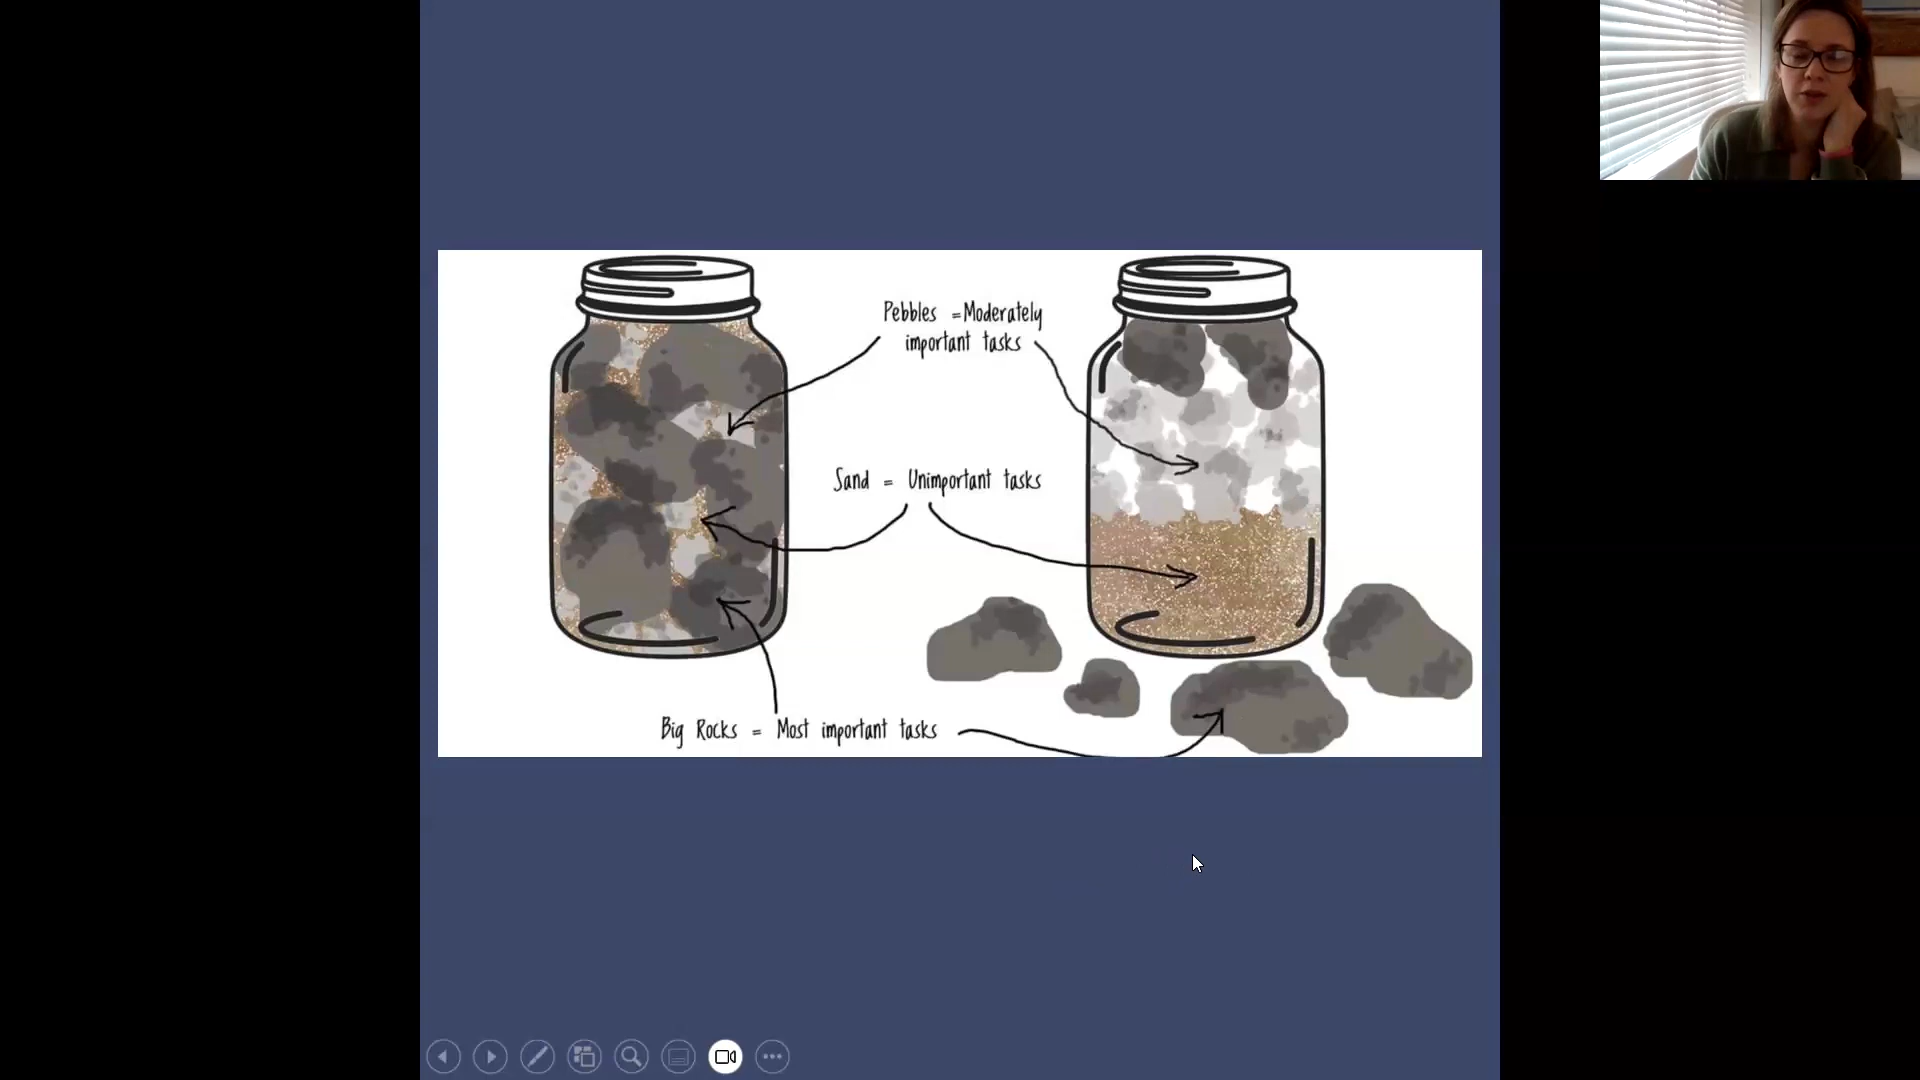 Pebbles =Moderately
important tasks
Sand = Unimportant tasks
Big Rocks = Most important tasks